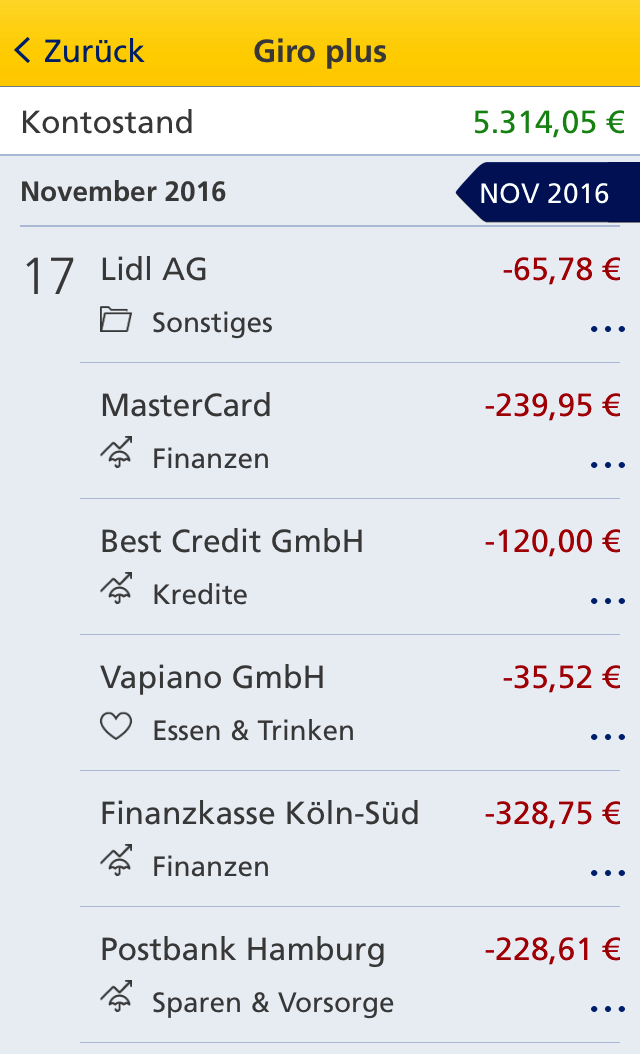 Zurück Giro plus
Kontostand 5.314,05 €
November 2016 NOV 2016
17 Lidl AG -65,78 €
Sonstiges ...
MasterCard -239,95 €
Finanzen ...
Best Credit GmbH -120,00 €
Kredite ...
Vapiano GmbH -35,52 €
Essen & Trinken ...
Finanzkasse Köln-Süd -328,75 €
Finanzen ...
Postbank Hamburg -228,61 €
Sparen & Vorsorge ...